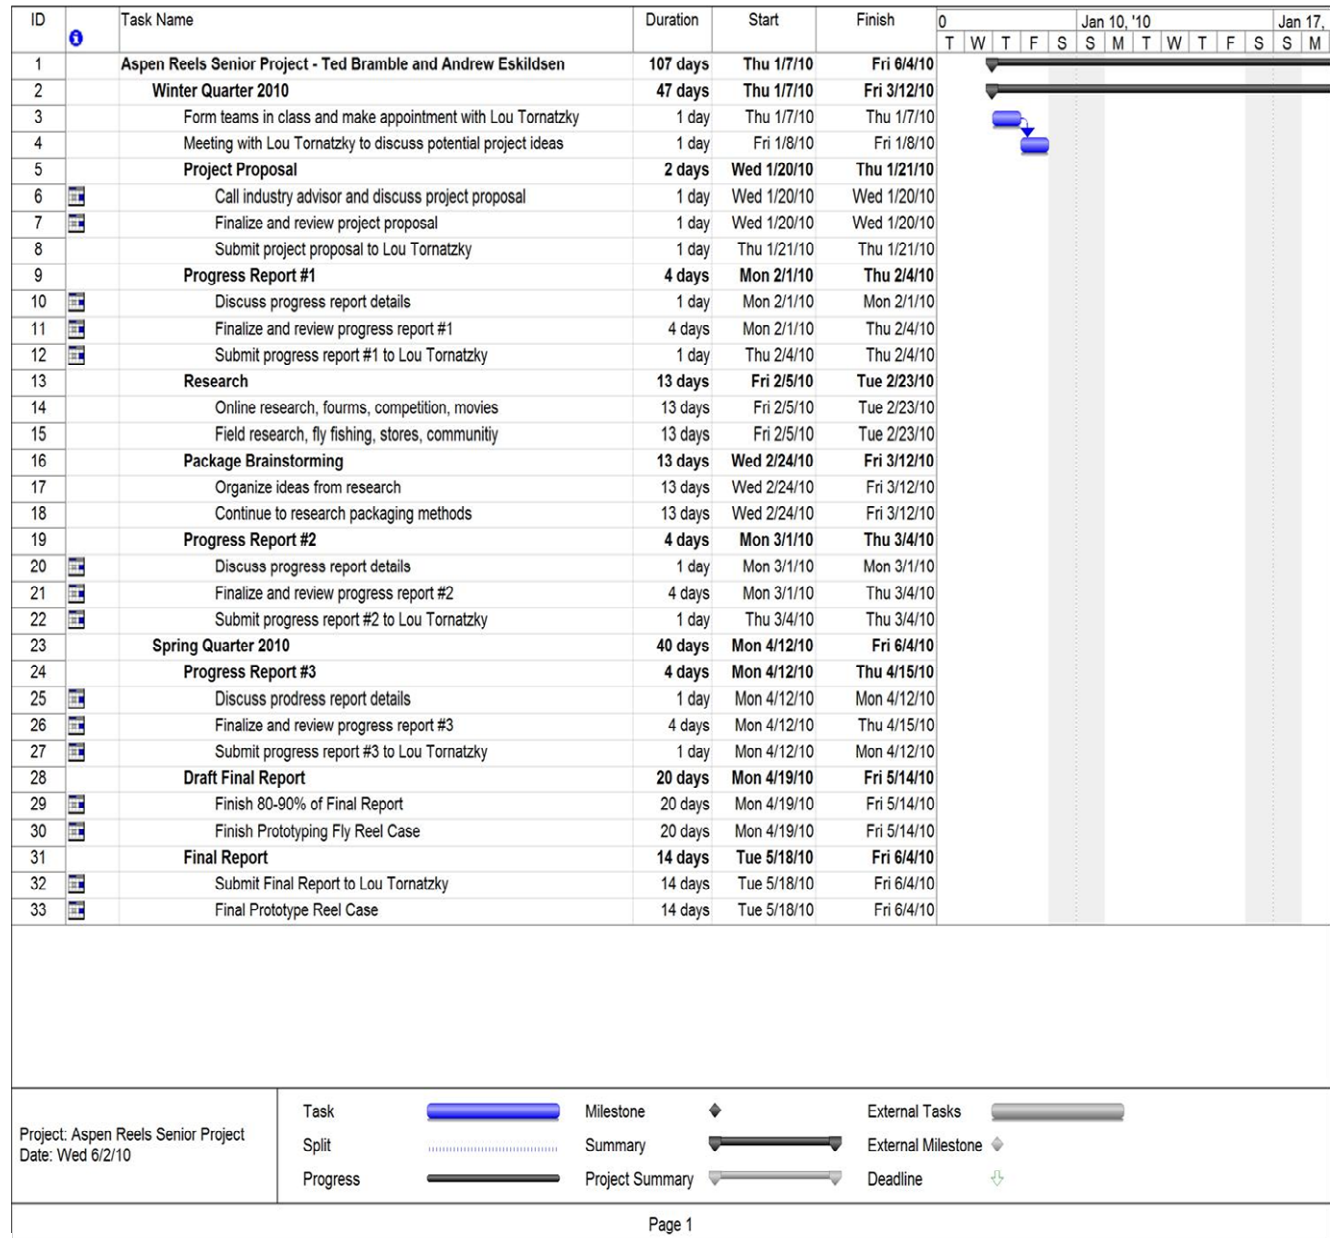 ID Task Name Duration Start Finish 0 Jan 10, '10 Jan 17,
T W T F S S M T W T F S S M
1 Aspen Reels Senior Project - Ted Bramble and Andrew Eskildsen 107 days Thu 1/7/10 Fri 6/4/10
2 Winter Quarter 2010 47 days Thu 1/7/10 Fri 3/12/10
3 Form teams in class and make appointment with Lou Tornatzky 1 day Thu 1/7/10 Thu 1/7/10
4 Meeting with Lou Tornatzky to discuss potential project ideas 1 day Fri 1/8/10 Fri 1/8/10
5 Project Proposal 2 days Wed 1/20/10 Thu 1/21/10
6 Call industry advisor and discuss project proposal 1 day Wed 1/20/10 Wed 1/20/10
7 Finalize and review project proposal 1 day Wed 1/20/10 Wed 1/20/10
8 Submit project proposal to Lou Tornatzky 1 day Thu 1/21/10 Thu 1/21/10
9 Progress Report #1 4 days Mon 2/1/10 Thu 2/4/10
10 Discuss progress report details 1 day Mon 2/1/10 Mon 2/1/10
11 Finalize and review progress report #1 4 days Mon 2/1/10 Thu 2/4/10
12 Submit progress report #1 to Lou Tornatzky 1 day Thu 2/4/10 Thu 2/4/10
13 Research 13 days Fri 2/5/10 Tue 2/23/10
14 Online research, fourms, competition, movies 13 days Fri 2/5/10 Tue 2/23/10
15 Field research, fly fishing, stores, communitiy 13 days Fri 2/5/10 Tue 2/23/10
16 Package Brainstorming 13 days Wed 2/24/10 Fri 3/12/10
17 Organize ideas from research 13 days Wed 2/24/10 Fri 3/12/10
18 Continue to research packaging methods 13 days Wed 2/24/10 Fri 3/12/10
19 Progress Report #2 4 days Mon 3/1/10 Thu 3/4/10
20 Discuss progress report details 1 day Mon 3/1/10 Mon 3/1/10
21 Finalize and review progress report #2 4 days Mon 3/1/10 Thu 3/4/10
22 Submit progress report #2 to Lou Tornatzky 1 day Thu 3/4/10 Thu 3/4/10
23 Spring Quarter 2010 40 days Mon 4/12/10 Fri 6/4/10
24 Progress Report #3 4 days Mon 4/12/10 Thu 4/15/10
25 Discuss prodress report details 1 day Mon 4/12/10 Mon 4/12/10
26 Finalize and review progress report #3 4 days Mon 4/12/10 Thu 4/15/10
27 Submit progress report #3 to Lou Tornatzky 1 day Mon 4/12/10 Mon 4/12/10
28 Draft Final Report 20 days Mon 4/19/10 Fri 5/14/10
29 Finish 80-90% of Final Report 20 days Mon 4/19/10 Fri 5/14/10
30 Finish Prototyping Fly Reel Case 20 days Mon 4/19/10 Fri 5/14/10
31 Final Report 14 days Tue 5/18/10 Fri 6/4/10
32 Submit Final Report to Lou Tornatzky 14 days Tue 5/18/10 Fri 6/4/10
33 Final Prototype Reel Case 14 days Tue 5/18/10 Fri 6/4/10
Project: Aspen Reels Senior Project
Date: Wed 6/2/10
Task Milestone External Tasks
Split Summary External Milestone
Progress Project Summary Deadline
Page 1